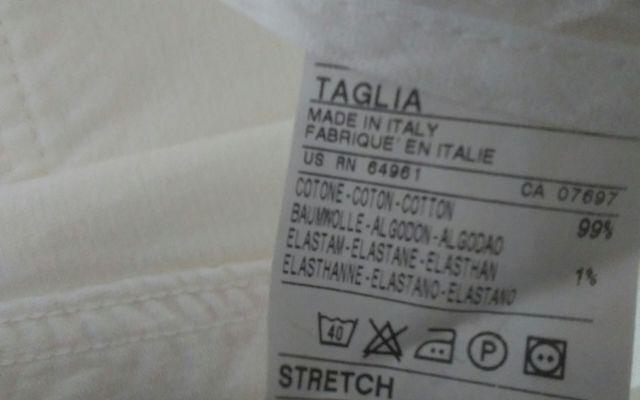 TAGLIA
MADE IN ITALY
FABRIQUE' EN ITALIE
US RN 64961 CA 07697
COTONE-COTON-COTTON 99%
BAUMWOLLE-ALGODON-ALGODAO
ELASTAM-ELASTANE-ELASTHAN 1%
ELASTHANNE-ELASTANO-ELASTANO
40 P
STRETCH